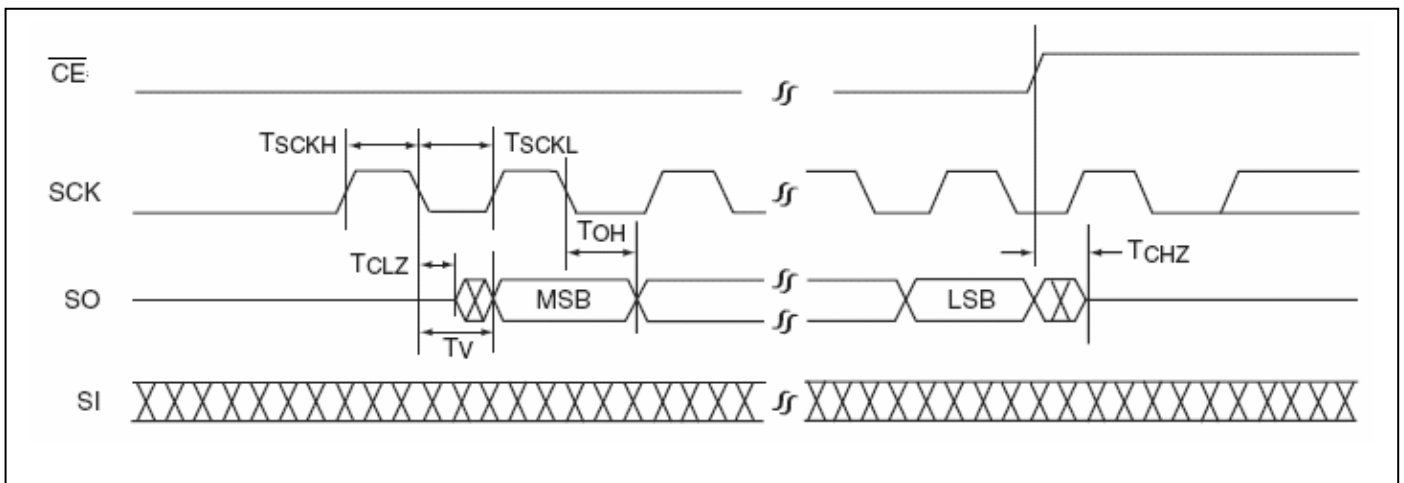 CE
TSCKH
TSCKL
SCK
TOH
TCLZ
TCHZ
SO
MSB
LSB
TV
SI